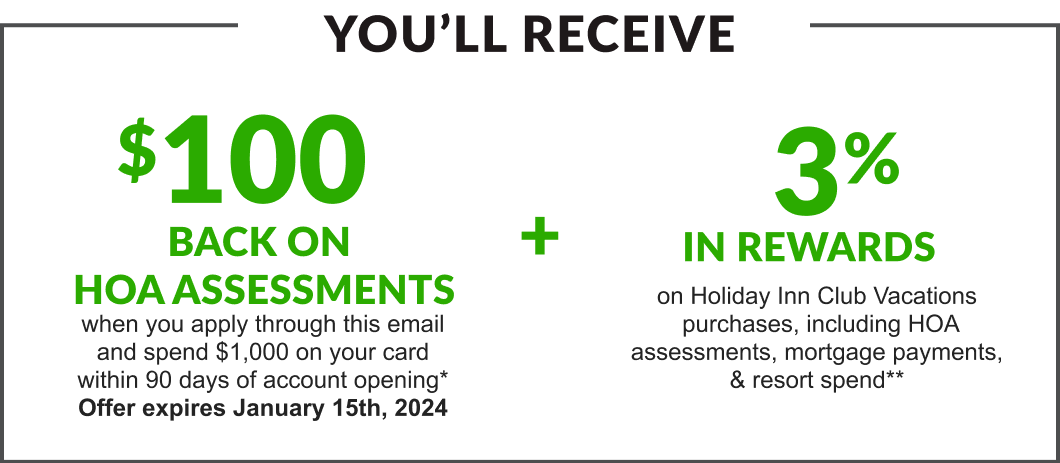 YOU’LL RECEIVE
$100
BACK ON
HOA ASSESSMENTS
when you apply through this email
and spend $1,000 on your card
within 90 days of account opening*
Offer expires January 15th, 2024
+
3%
IN REWARDS
on Holiday Inn Club Vacations
purchases, including HOA
assessments, mortgage payments,
& resort spend**